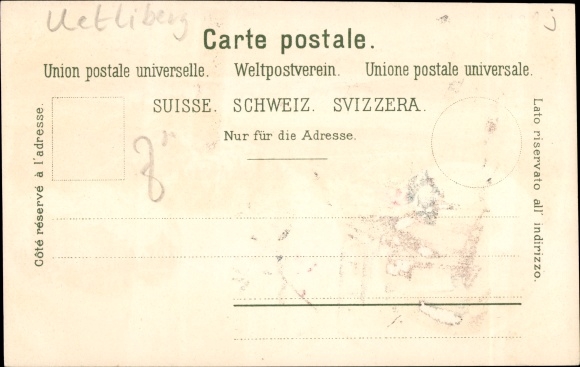 Uetliberg
Carte postale.
Union postale universelle. Weltpostverein. Unione postale universale.
SUISSE. SCHWEIZ. SVIZZERA.
Nur für die Adresse.
Côté réservé à l'adresse.
Lato riservato all' indirizzo.